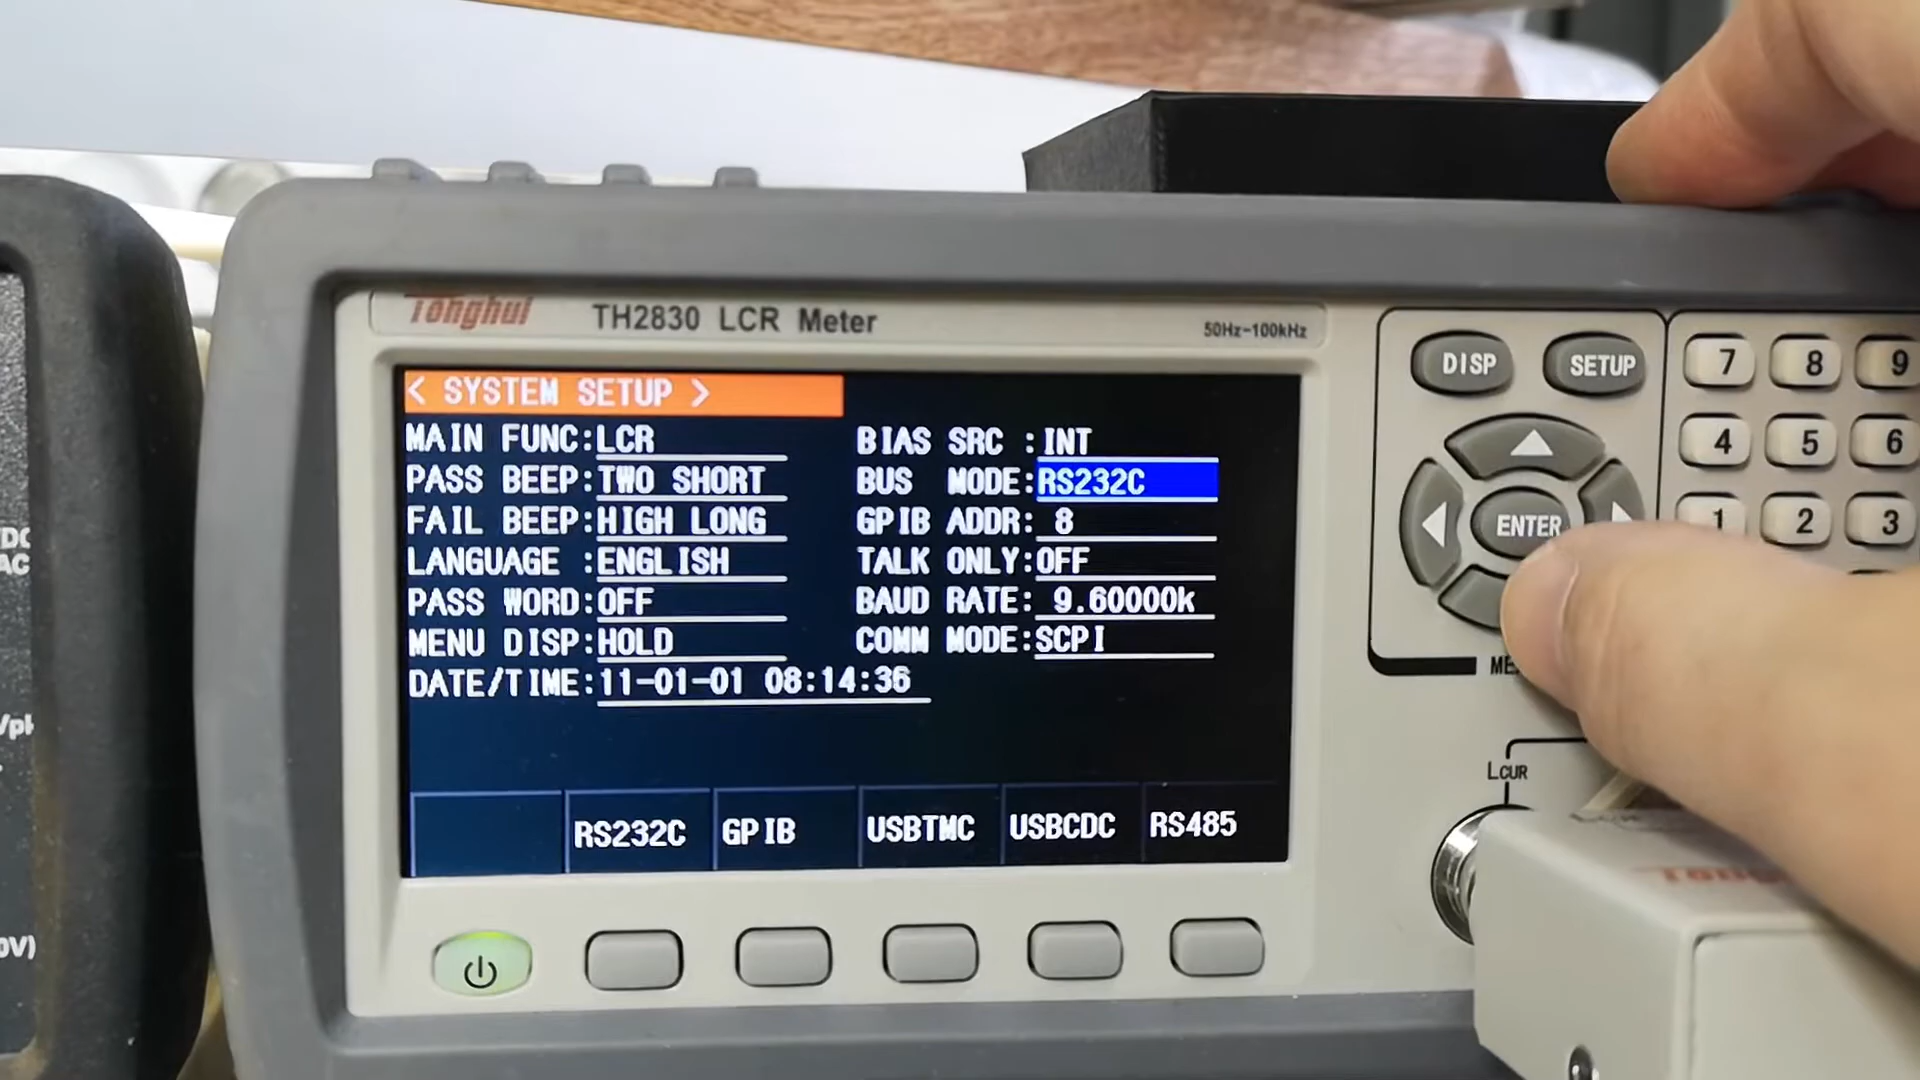 Tonghui TH2830 LCR Meter 50Hz-100kHz
< SYSTEM SETUP >
MAIN FUNC:LCR BIAS SRC :INT
PASS BEEP:TWO SHORT BUS MODE:RS232C
FAIL BEEP:HIGH LONG GPIB ADDR: 8
LANGUAGE :ENGLISH TALK ONLY:OFF
PASS WORD:OFF BAUD RATE: 9.60000k
MENU DISP:HOLD COMM MODE:SCPI
DATE/TIME:11-01-01 08:14:36
RS232C GPIB USBTMC USBCDC RS485
DISP SETUP
ENTER
7 8 9
4 5 6
1 2 3
LCUR
Tonghui
AC
0V)